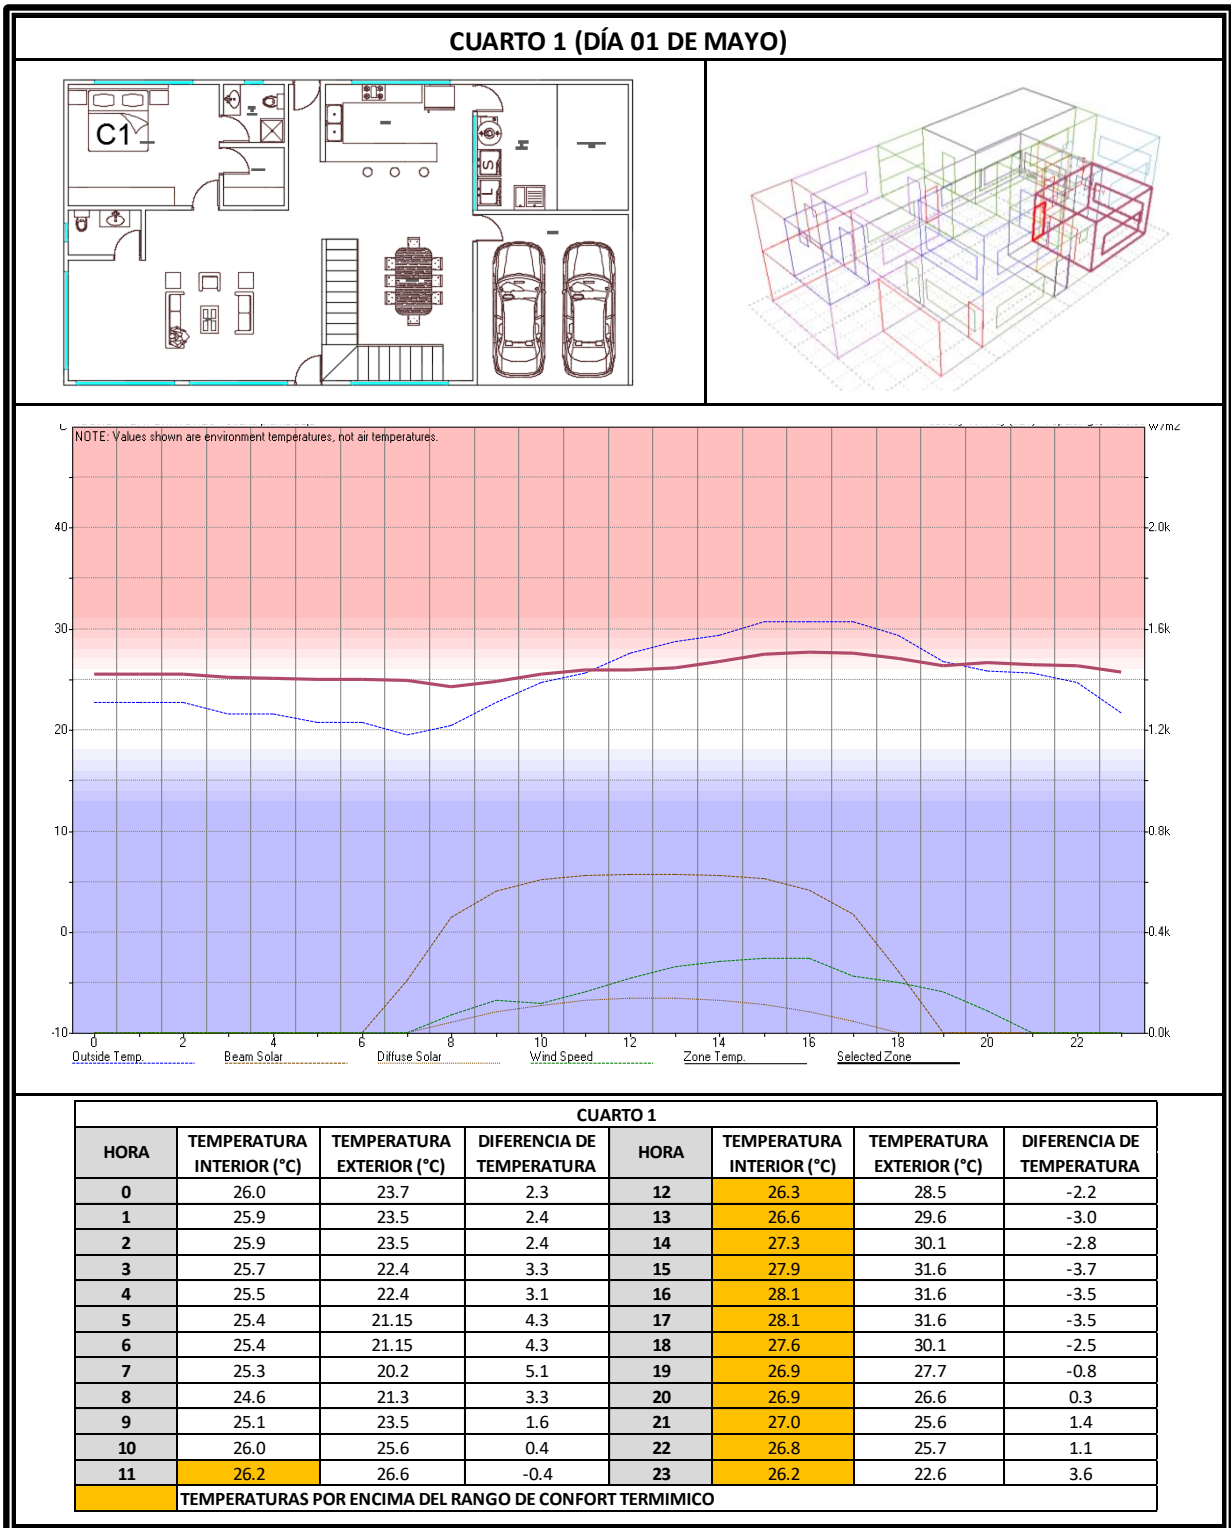 CUARTO 1 (DÍA 01 DE MAYO)
C1
S
L
C
W/m2
NOTE: Values shown are environment temperatures, not air temperatures.
40
2.0k
30
1.6k
20
1.2k
10
0.8k
0
0.4k
-10
0.0k
0 2 4 6 8 10 12 14 16 18 20 22
Outside Temp. Beam Solar Diffuse Solar Wind Speed Zone Temp. Selected Zone
CUARTO 1
HORA TEMPERATURA INTERIOR (°C) TEMPERATURA EXTERIOR (°C) DIFERENCIA DE TEMPERATURA HORA TEMPERATURA INTERIOR (°C) TEMPERATURA EXTERIOR (°C) DIFERENCIA DE TEMPERATURA
0 26.0 23.7 2.3 12 26.3 28.5 -2.2
1 25.9 23.5 2.4 13 26.6 29.6 -3.0
2 25.9 23.5 2.4 14 27.3 30.1 -2.8
3 25.7 22.4 3.3 15 27.9 31.6 -3.7
4 25.5 22.4 3.1 16 28.1 31.6 -3.5
5 25.4 21.15 4.3 17 28.1 31.6 -3.5
6 25.4 21.15 4.3 18 27.6 30.1 -2.5
7 25.3 20.2 5.1 19 26.9 27.7 -0.8
8 24.6 21.3 3.3 20 26.9 26.6 0.3
9 25.1 23.5 1.6 21 27.0 25.6 1.4
10 26.0 25.6 0.4 22 26.8 25.7 1.1
11 26.2 26.6 -0.4 23 26.2 22.6 3.6
TEMPERATURAS POR ENCIMA DEL RANGO DE CONFORT TERMIMICO